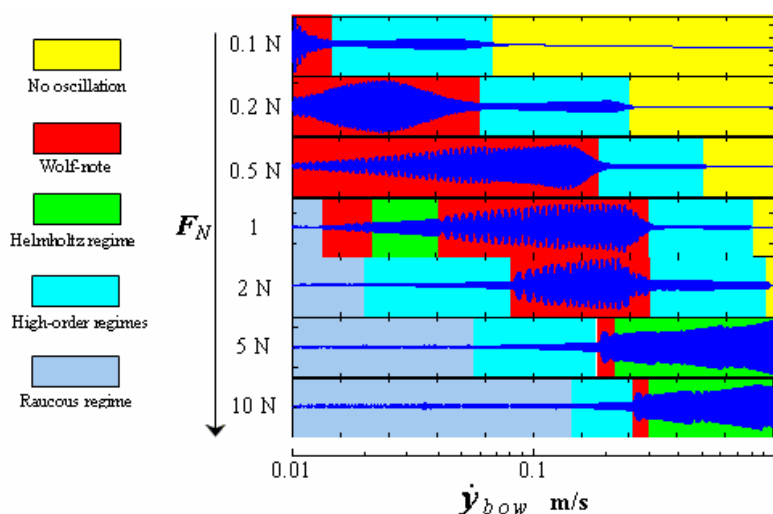 No oscillation
Wolf-note
Helmholtz regime
High-order regimes
Raucous regime
F_N
0.1 N
0.2 N
0.5 N
1
2 N
5 N
10 N
0.01
0.1
ẏ_bow m/s